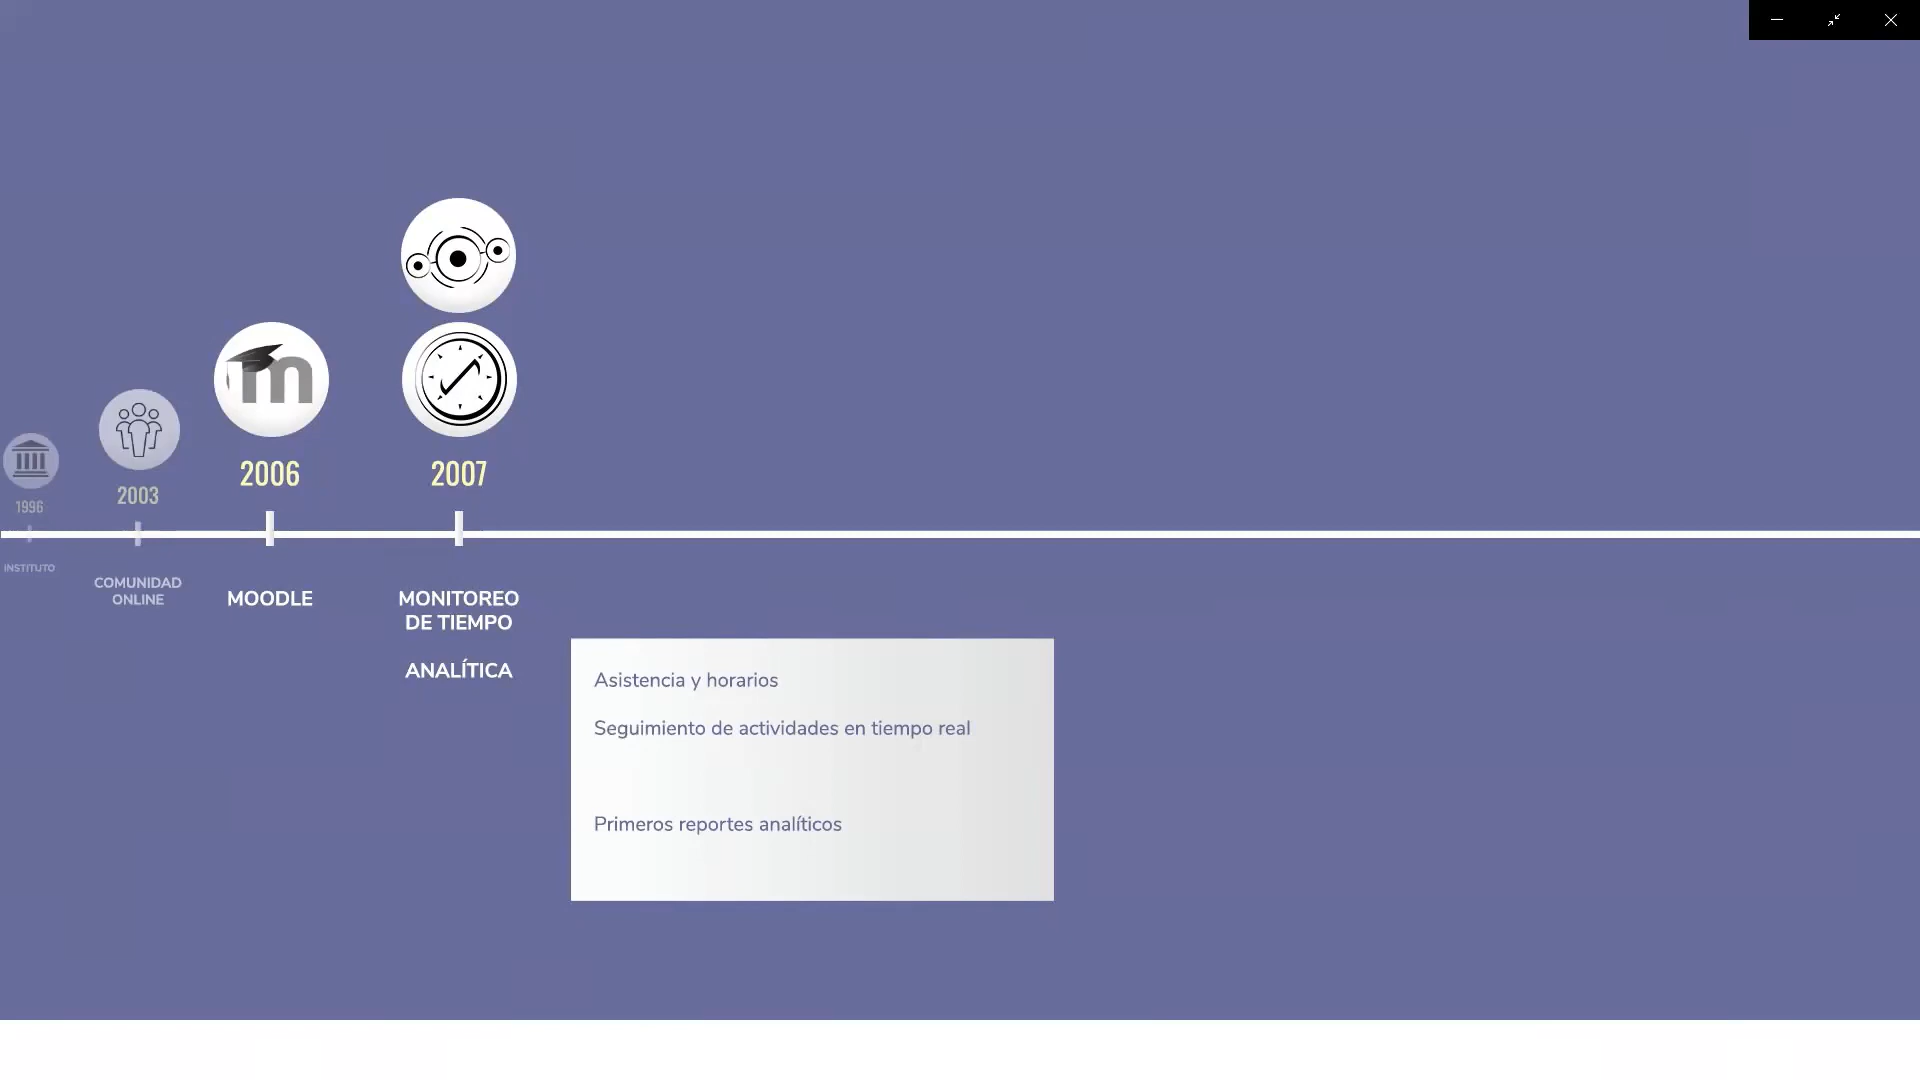 1996
INSTITUTO
2003
COMUNIDAD
ONLINE
m
2006
MOODLE
2007
MONITOREO
DE TIEMPO
ANALÍTICA
Asistencia y horarios
Seguimiento de actividades en tiempo real
Primeros reportes analíticos